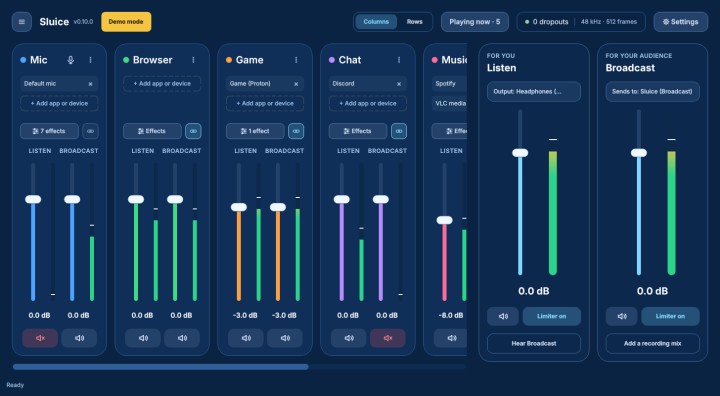 Sluice v0.10.0 Demo mode Columns Rows Playing now · 5 0 dropouts 48 kHz · 512 frames Settings
Mic
Default mic ×
+ Add app or device
7 effects
LISTEN BROADCAST
0.0 dB 0.0 dB
Browser
+ Add app or device
Effects
LISTEN BROADCAST
0.0 dB 0.0 dB
Game
Game (Proton) ×
+ Add app or device
1 effect
LISTEN BROADCAST
-3.0 dB -3.0 dB
Chat
Discord ×
+ Add app or device
Effects
LISTEN BROADCAST
0.0 dB 0.0 dB
Music
Spotify
VLC media
Effe
LISTEN
-8.0 dB
FOR YOU
Listen
Output: Headphones (...
0.0 dB
Limiter on
Hear Broadcast
FOR YOUR AUDIENCE
Broadcast
Sends to: Sluice (Broadcast)
0.0 dB
Limiter on
Add a recording mix
Ready